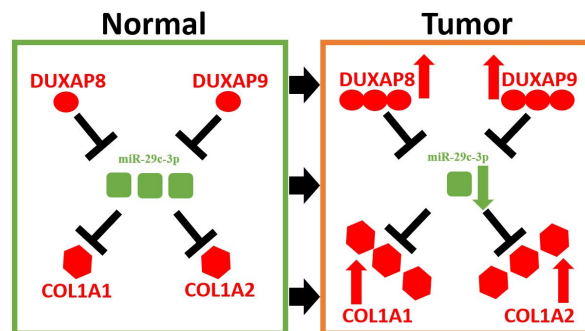 Normal
Tumor
DUXAP8
DUXAP9
miR-29c-3p
COL1A1
COL1A2
DUXAP8
DUXAP9
miR-29c-3p
COL1A1
COL1A2